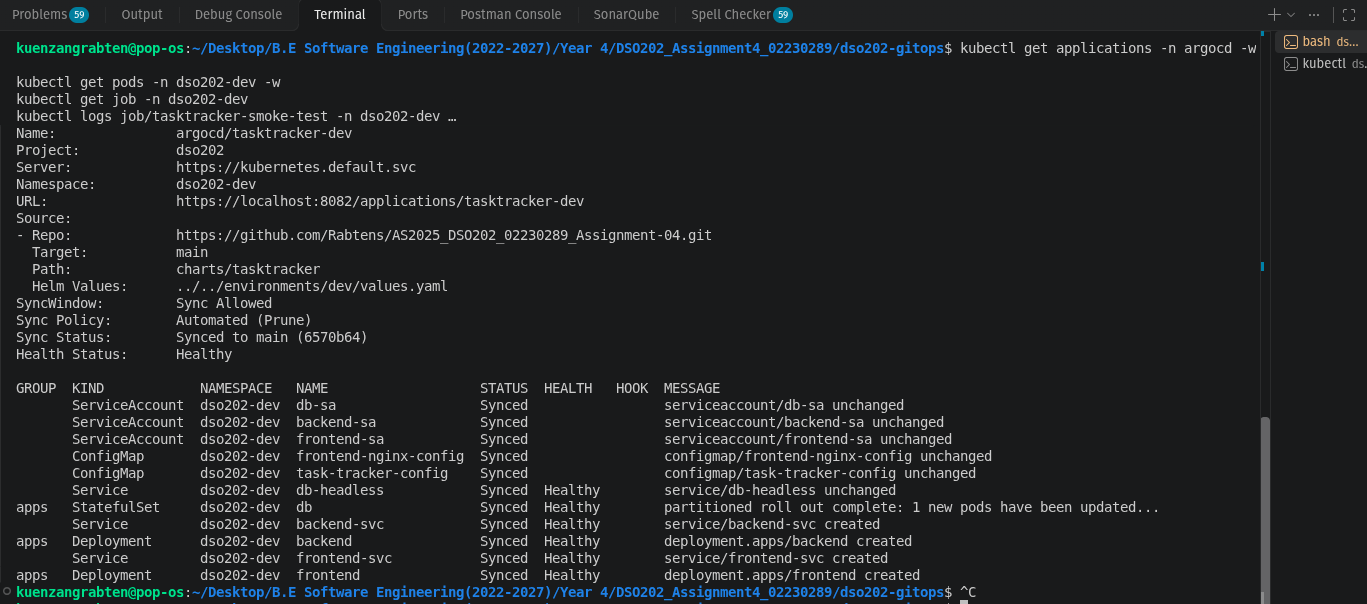 Problems 59 Output Debug Console Terminal Ports Postman Console SonarQube Spell Checker 59
kuenzangrabten@pop-os:~/Desktop/B.E Software Engineering(2022-2027)/Year 4/DSO202_Assignment4_02230289/dso202-gitops$ kubectl get applications -n argocd -w
bash ds...
kubectl ds.
kubectl get pods -n dso202-dev -w
kubectl get job -n dso202-dev
kubectl logs job/tasktracker-smoke-test -n dso202-dev …
Name: argocd/tasktracker-dev
Project: dso202
Server: https://kubernetes.default.svc
Namespace: dso202-dev
URL: https://localhost:8082/applications/tasktracker-dev
Source:
- Repo: https://github.com/Rabtens/AS2025_DSO202_02230289_Assignment-04.git
Target: main
Path: charts/tasktracker
Helm Values: ../../environments/dev/values.yaml
SyncWindow: Sync Allowed
Sync Policy: Automated (Prune)
Sync Status: Synced to main (6570b64)
Health Status: Healthy
GROUP KIND NAMESPACE NAME STATUS HEALTH HOOK MESSAGE
ServiceAccount dso202-dev db-sa Synced serviceaccount/db-sa unchanged
ServiceAccount dso202-dev backend-sa Synced serviceaccount/backend-sa unchanged
ServiceAccount dso202-dev frontend-sa Synced serviceaccount/frontend-sa unchanged
ConfigMap dso202-dev frontend-nginx-config Synced configmap/frontend-nginx-config unchanged
ConfigMap dso202-dev task-tracker-config Synced configmap/task-tracker-config unchanged
Service dso202-dev db-headless Synced Healthy service/db-headless unchanged
apps StatefulSet dso202-dev db Synced Healthy partitioned roll out complete: 1 new pods have been updated...
Service dso202-dev backend-svc Synced Healthy service/backend-svc created
apps Deployment dso202-dev backend Synced Healthy deployment.apps/backend created
Service dso202-dev frontend-svc Synced Healthy service/frontend-svc created
apps Deployment dso202-dev frontend Synced Healthy deployment.apps/frontend created
kuenzangrabten@pop-os:~/Desktop/B.E Software Engineering(2022-2027)/Year 4/DSO202_Assignment4_02230289/dso202-gitops$ ^C